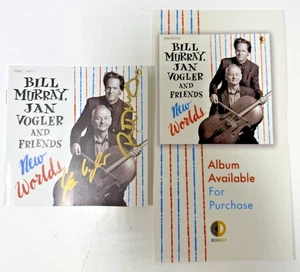 BILL
MURRAY,
JAN
VOGLER
AND
FRIENDS
New
Worlds
BILL
MURRAY,
JAN
VOGLER
AND
FRIENDS
New
Worlds
Album
Available
For
Purchase